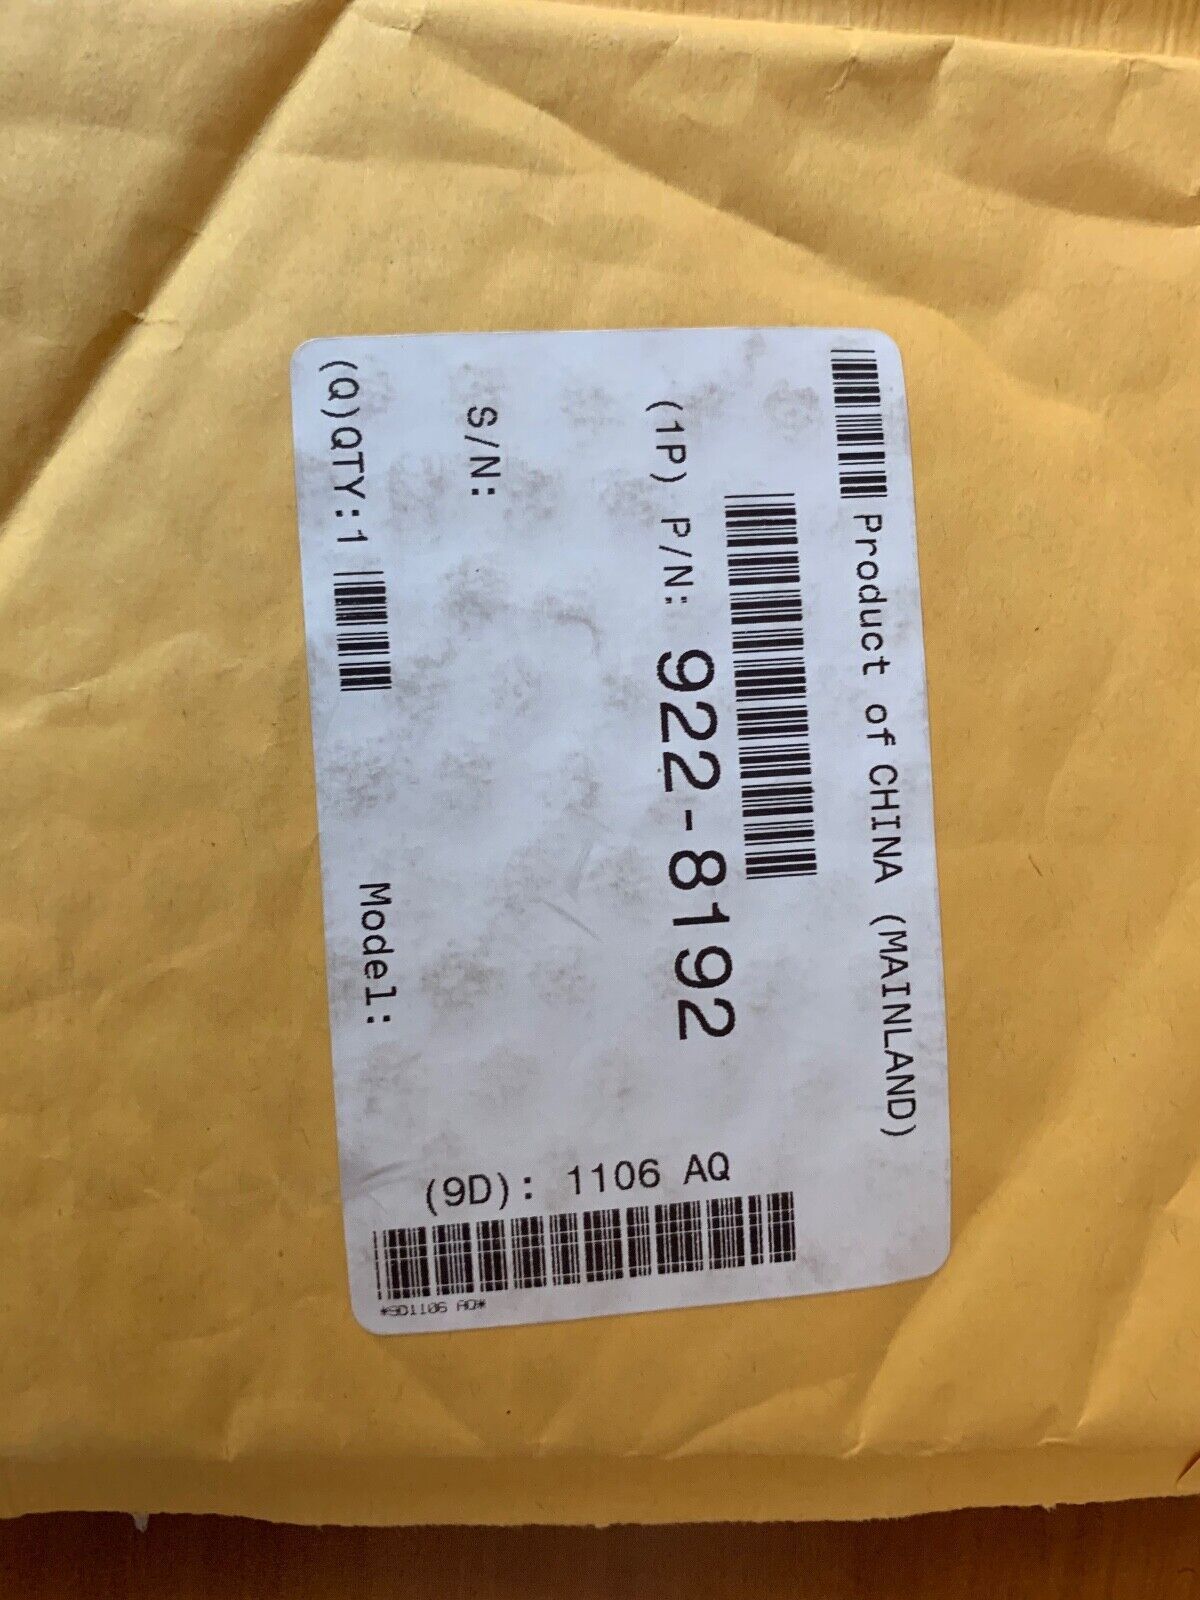 Product of CHINA (MAINLAND)
(1P) P/N: 922-8192
S/N:
(Q)QTY:1
Model:
(9D): 1106 AQ
*9D1106 AQ*